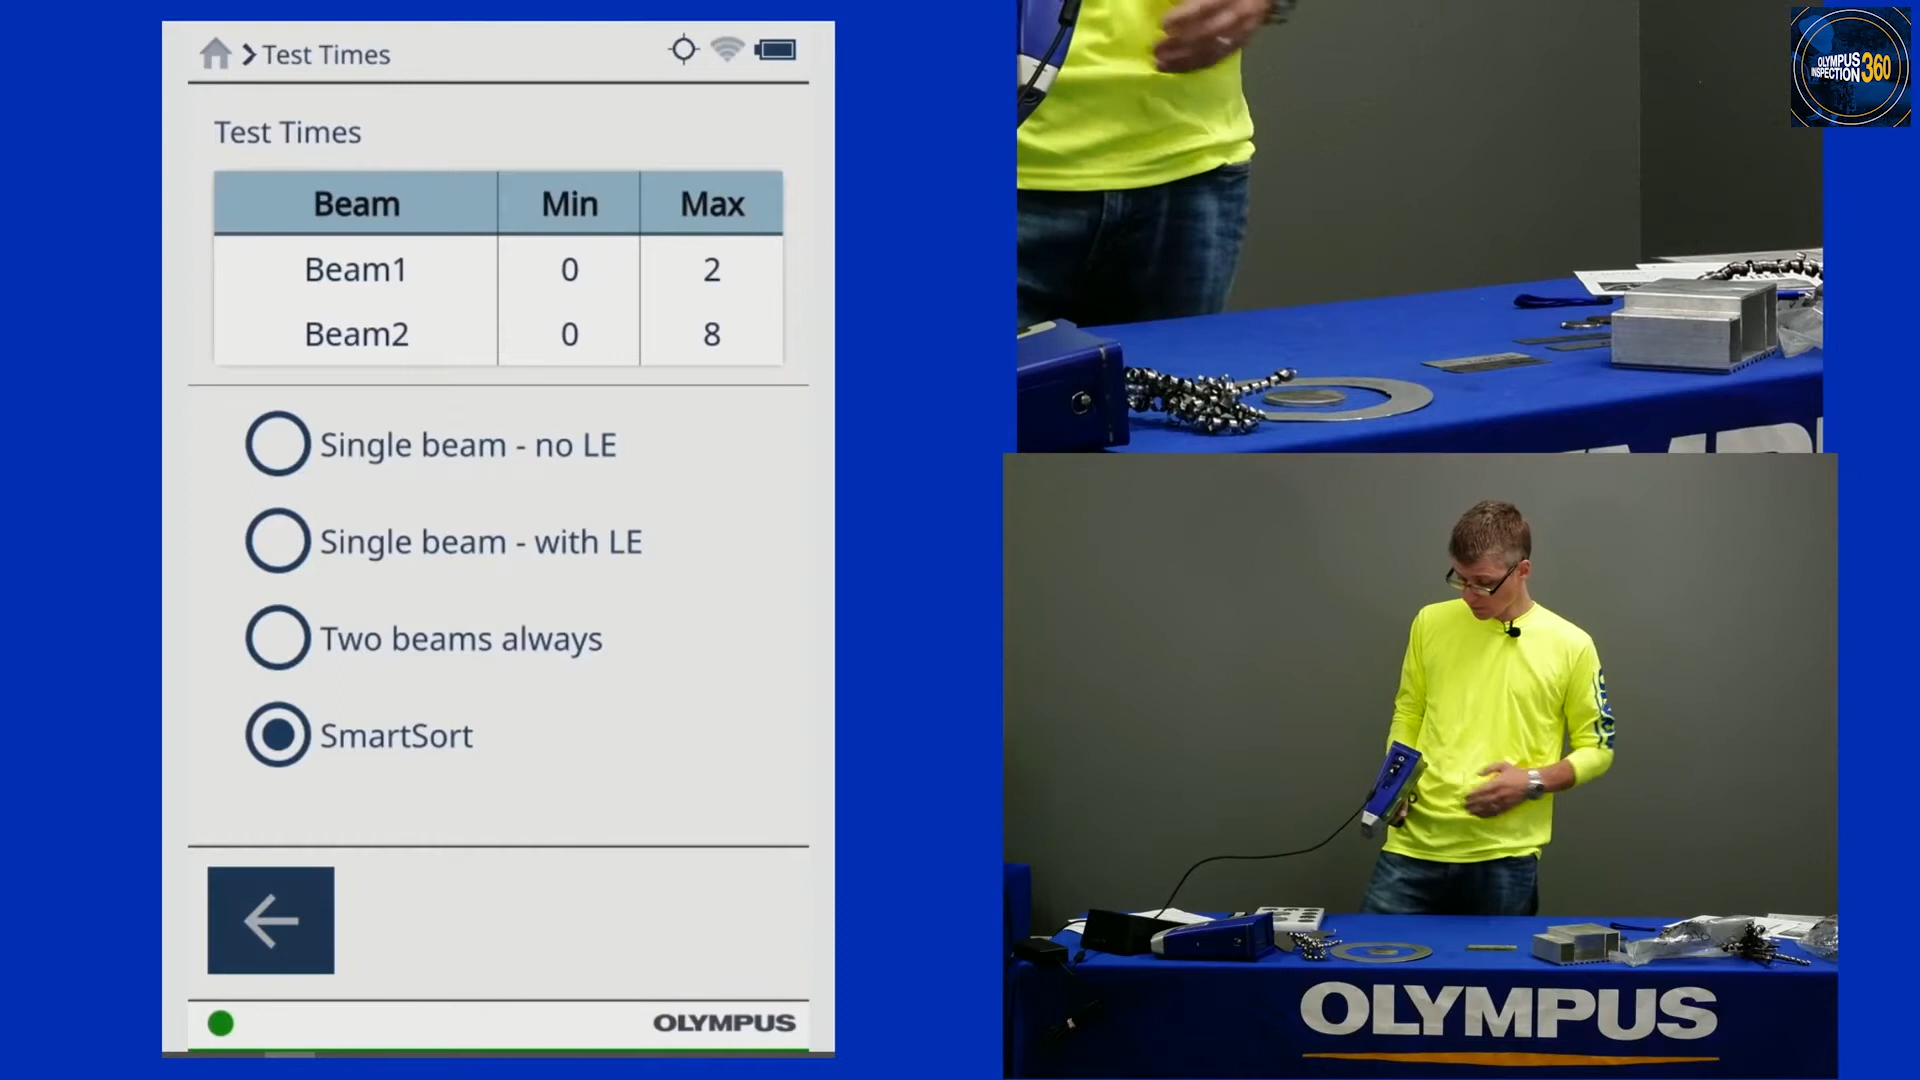 Test Times
Test Times
Beam Min Max
Beam1 0 2
Beam2 0 8
Single beam - no LE
Single beam - with LE
Two beams always
SmartSort
OLYMPUS
OLYMPUS
INSPECTION 360
OLYMPUS